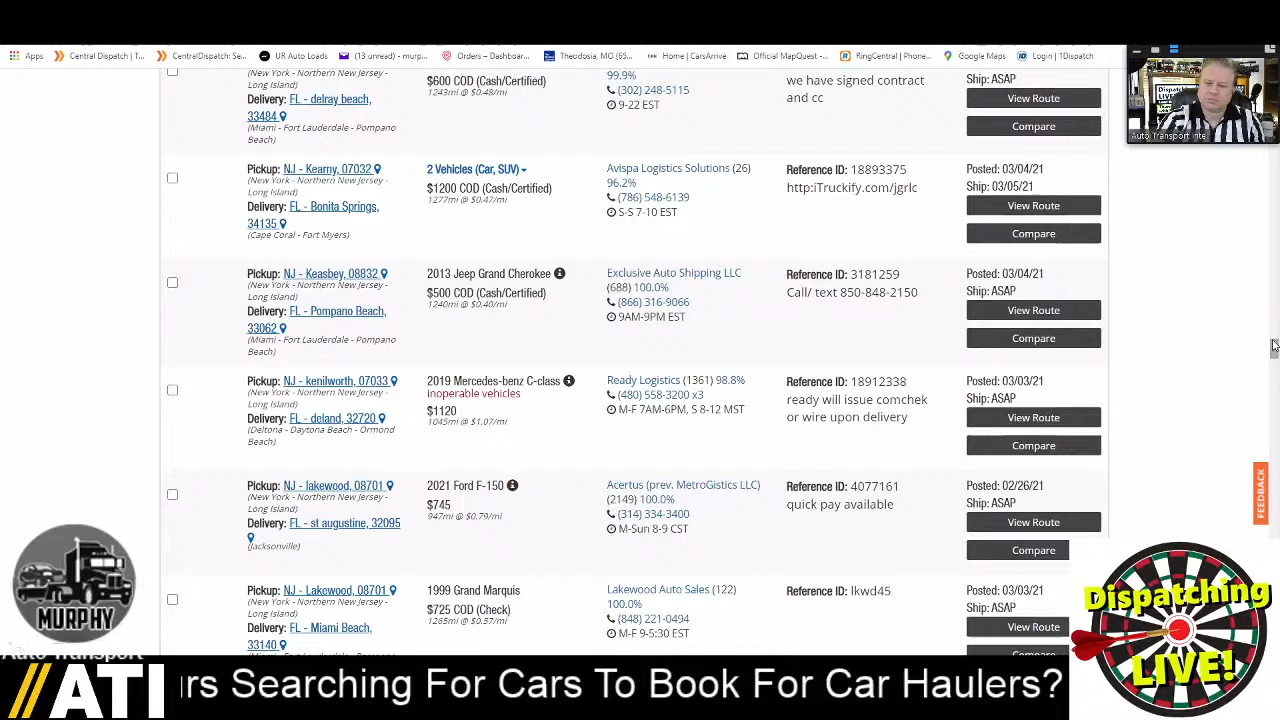 Apps Central Dispatch | T... CentralDispatch: Se... UR Auto Loads (13 unread) - murp... Orders – Dashboar... Theodosia, MO (65... Home | CarsArrive Official MapQuest - ... RingCentral | Phone... Google Maps Login | 1Dispatch
(New York - Northern New Jersey -
Long Island)
Delivery: FL - delray beach,
33484
(Miami - Fort Lauderdale - Pompano
Beach)
$600 COD (Cash/Certified)
1243mi @ $0.48/mi
99.9%
(302) 248-5115
9-22 EST
we have signed contract
and cc
Ship: ASAP
View Route
Compare
Pickup: NJ - Kearny, 07032
(New York - Northern New Jersey -
Long Island)
Delivery: FL - Bonita Springs,
34135
(Cape Coral - Fort Myers)
2 Vehicles (Car, SUV)
$1200 COD (Cash/Certified)
1277mi @ $0.47/mi
Avispa Logistics Solutions (26)
96.2%
(786) 548-6139
S-S 7-10 EST
Reference ID: 18893375
http:iTruckify.com/jgrlc
Posted: 03/04/21
Ship: 03/05/21
View Route
Compare
Pickup: NJ - Keasbey, 08832
(New York - Northern New Jersey -
Long Island)
Delivery: FL - Pompano Beach,
33062
(Miami - Fort Lauderdale - Pompano
Beach)
2013 Jeep Grand Cherokee
$500 COD (Cash/Certified)
1240mi @ $0.40/mi
Exclusive Auto Shipping LLC
(688) 100.0%
(866) 316-9066
9AM-9PM EST
Reference ID: 3181259
Call/ text 850-848-2150
Posted: 03/04/21
Ship: ASAP
View Route
Compare
Pickup: NJ - kenilworth, 07033
(New York - Northern New Jersey -
Long Island)
Delivery: FL - deland, 32720
(Deltona - Daytona Beach - Ormond
Beach)
2019 Mercedes-benz C-class
inoperable vehicles
$1120
1045mi @ $1.07/mi
Ready Logistics (1361) 98.8%
(480) 558-3200 x3
M-F 7AM-6PM, S 8-12 MST
Reference ID: 18912338
ready will issue comchek
or wire upon delivery
Posted: 03/03/21
Ship: ASAP
View Route
Compare
Pickup: NJ - lakewood, 08701
(New York - Northern New Jersey -
Long Island)
Delivery: FL - st augustine, 32095
(Jacksonville)
2021 Ford F-150
$745
947mi @ $0.79/mi
Acertus (prev. MetroGistics LLC)
(2149) 100.0%
(314) 334-3400
M-Sun 8-9 CST
Reference ID: 4077161
quick pay available
Posted: 02/26/21
Ship: ASAP
View Route
Compare
Pickup: NJ - Lakewood, 08701
(New York - Northern New Jersey -
Long Island)
Delivery: FL - Miami Beach,
33140
1999 Grand Marquis
$725 COD (Check)
1265mi @ $0.57/mi
Lakewood Auto Sales (122)
100.0%
(848) 221-0494
M-F 9-5:30 EST
Reference ID: lkwd45
Posted: 03/03/21
Ship: ASAP
View Route
FEEDBACK
Auto Transport Inte
MURPHY
Auto Transport
Dispatching
LIVE!
//ATI
urs Searching For Cars To Book For Car Haulers?